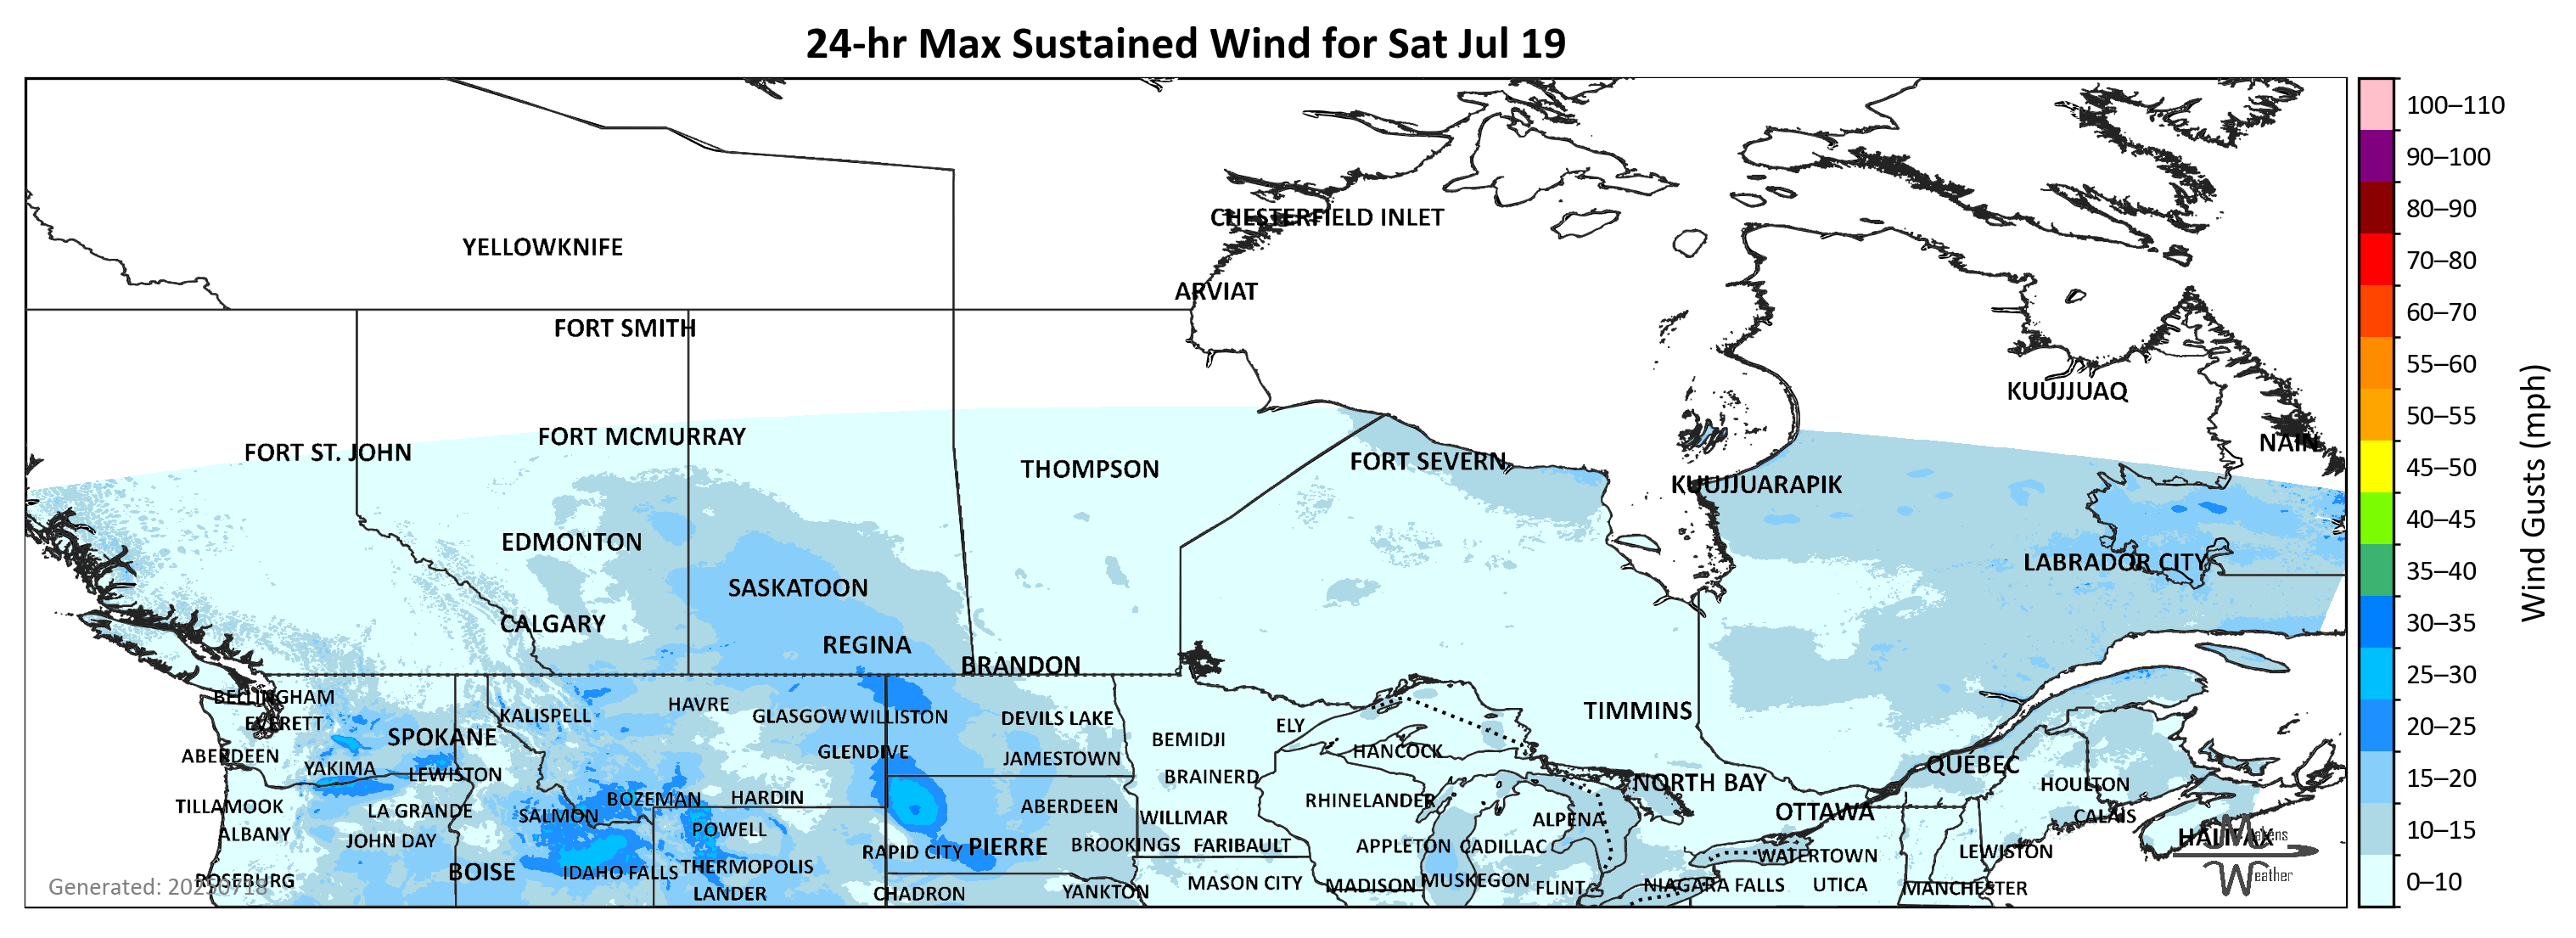 24-hr Max Sustained Wind for Sat Jul 19
100–110
90–100
80–90
70–80
60–70
55–60
50–55
45–50
40–45
35–40
30–35
25–30
20–25
15–20
10–15
0–10
Wind Gusts (mph)
CHESTERFIELD INLET
YELLOWKNIFE
ARVIAT
FORT SMITH
KUUJJUAQ
FORT MCMURRAY
NAIN
FORT ST. JOHN
FORT SEVERN
THOMPSON
KUUJJUARAPIK
EDMONTON
LABRADOR CITY
SASKATOON
CALGARY
REGINA
BRANDON
BELLINGHAM
HAVRE
TIMMINS
KALISPELL
GLASGOW
WILLISTON
DEVILS LAKE
EVERETT
ELY
SPOKANE
BEMIDJI
GLENDIVE
HANCOCK
ABERDEEN
JAMESTOWN
QUEBEC
YAKIMA
LEWISTON
BRAINERD
NORTH BAY
HOULTON
BOZEMAN
HARDIN
RHINELANDER
TILLAMOOK
LA GRANDE
ABERDEEN
OTTAWA
SALMON
WILLMAR
ALPENA
CALAIS
ALBANY
POWELL
HALIFAX
JOHN DAY
PIERRE
BROOKINGS
FARIBAULT
APPLETON
CADILLAC
RAPID CITY
WATERTOWN
LEWISTON
BOISE
IDAHO FALLS
THERMOPOLIS
ROSEBURG
MASON CITY
MADISON
MUSKEGON
FLINT
NIAGARA FALLS
UTICA
MANCHESTER
LANDER
CHADRON
YANKTON
Generated: 20250718
Makens
Weather